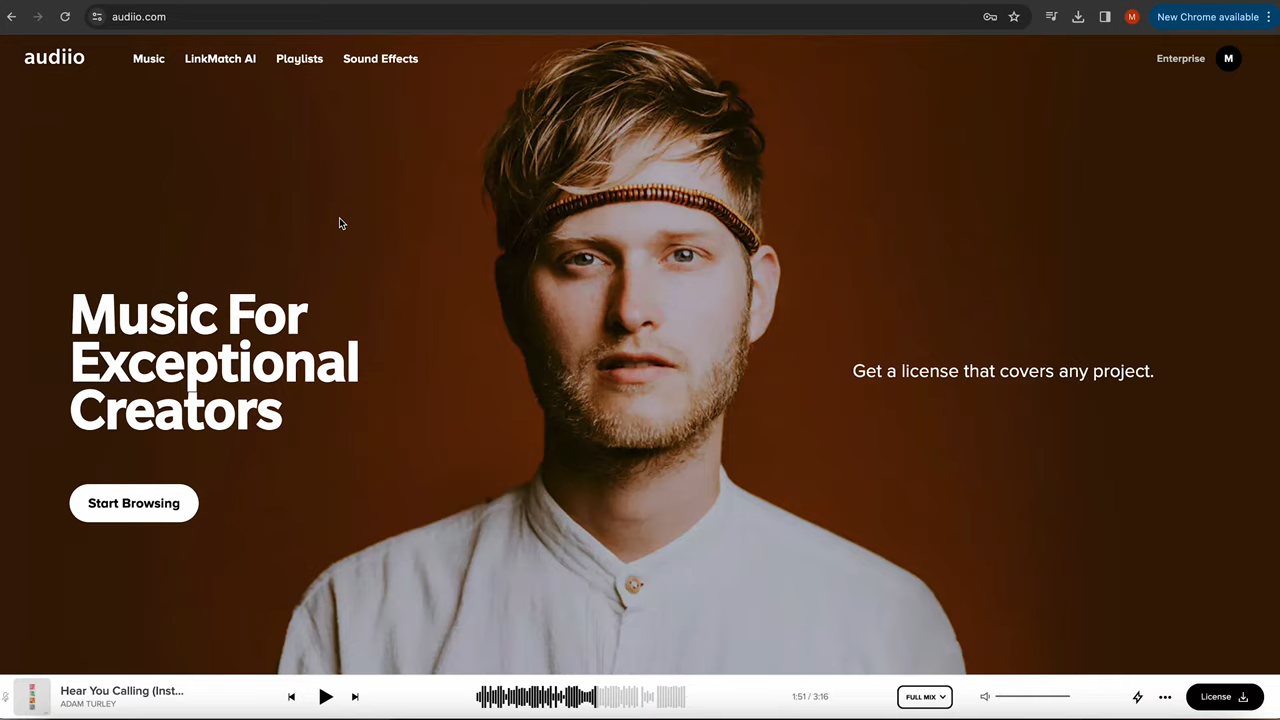 audiio.com
M
New Chrome available
audiio
Music
LinkMatch AI
Playlists
Sound Effects
Enterprise
M
Music For
Exceptional
Creators
Get a license that covers any project.
Start Browsing
Hear You Calling (Inst...
ADAM TURLEY
1:51 / 3:16
FULL MIX
License